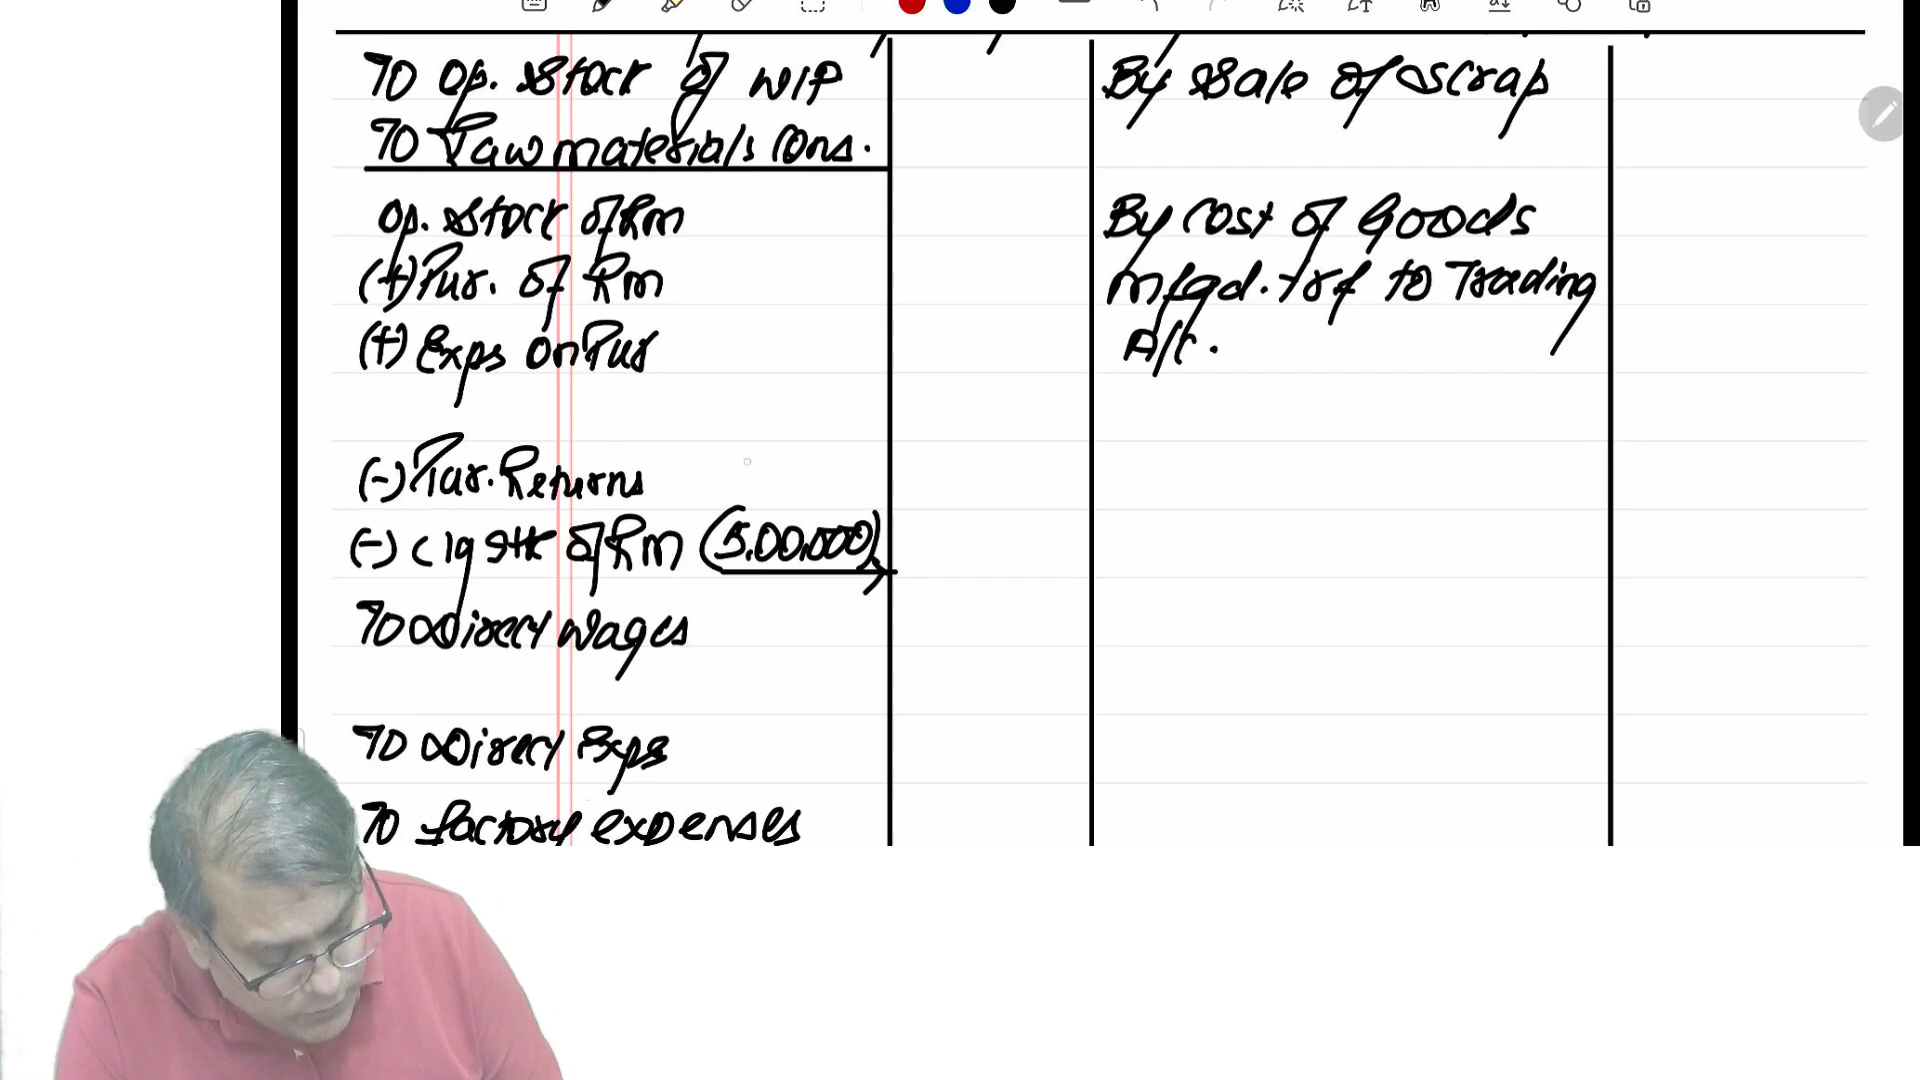 To Op. Stock of WIP
To Raw materials Cons.
Op. Stock of Rm
(+) Pur. of Rm
(+) Exps on Pur
(-) Pur. Returns
(-) Clg Stk of Rm (5,00,000)
To Direct Wages
To Direct Exps
To factory expenses
By Sale of Scrap
By Cost of Goods
Mfgd. trf to Trading
A/c.